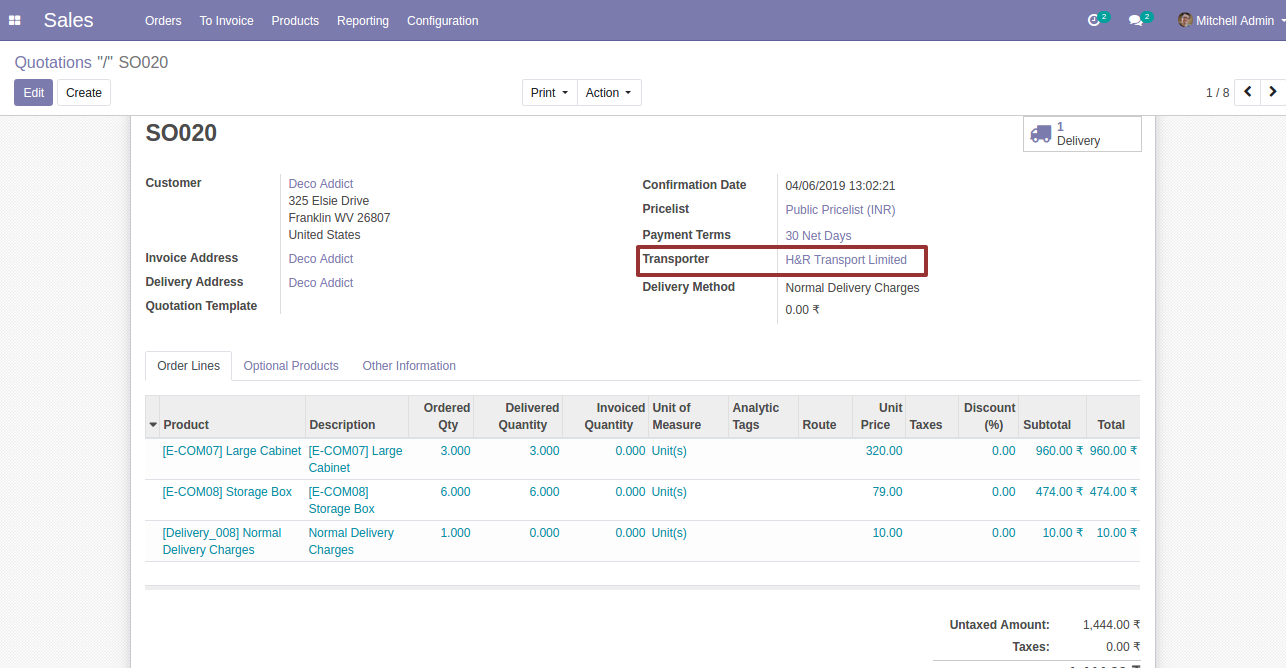 Sales Orders To Invoice Products Reporting Configuration 2 2 Mitchell Admin
Quotations "/" SO020
Edit Create Print Action 1 / 8
SO020
1
Delivery
Customer
Deco Addict
325 Elsie Drive
Franklin WV 26807
United States
Invoice Address Deco Addict
Delivery Address Deco Addict
Quotation Template
Confirmation Date 04/06/2019 13:02:21
Pricelist Public Pricelist (INR)
Payment Terms 30 Net Days
Transporter H&R Transport Limited
Delivery Method Normal Delivery Charges
0.00 ₹
Order Lines Optional Products Other Information
Product Description Ordered Qty Delivered Quantity Invoiced Quantity Unit of Measure Analytic Tags Route Unit Price Taxes Discount (%) Subtotal Total
[E-COM07] Large Cabinet [E-COM07] Large Cabinet 3.000 3.000 0.000 Unit(s) 320.00 0.00 960.00 ₹ 960.00 ₹
[E-COM08] Storage Box [E-COM08] Storage Box 6.000 6.000 0.000 Unit(s) 79.00 0.00 474.00 ₹ 474.00 ₹
[Delivery_008] Normal Delivery Charges Normal Delivery Charges 1.000 0.000 0.000 Unit(s) 10.00 0.00 10.00 ₹ 10.00 ₹
Untaxed Amount: 1,444.00 ₹
Taxes: 0.00 ₹